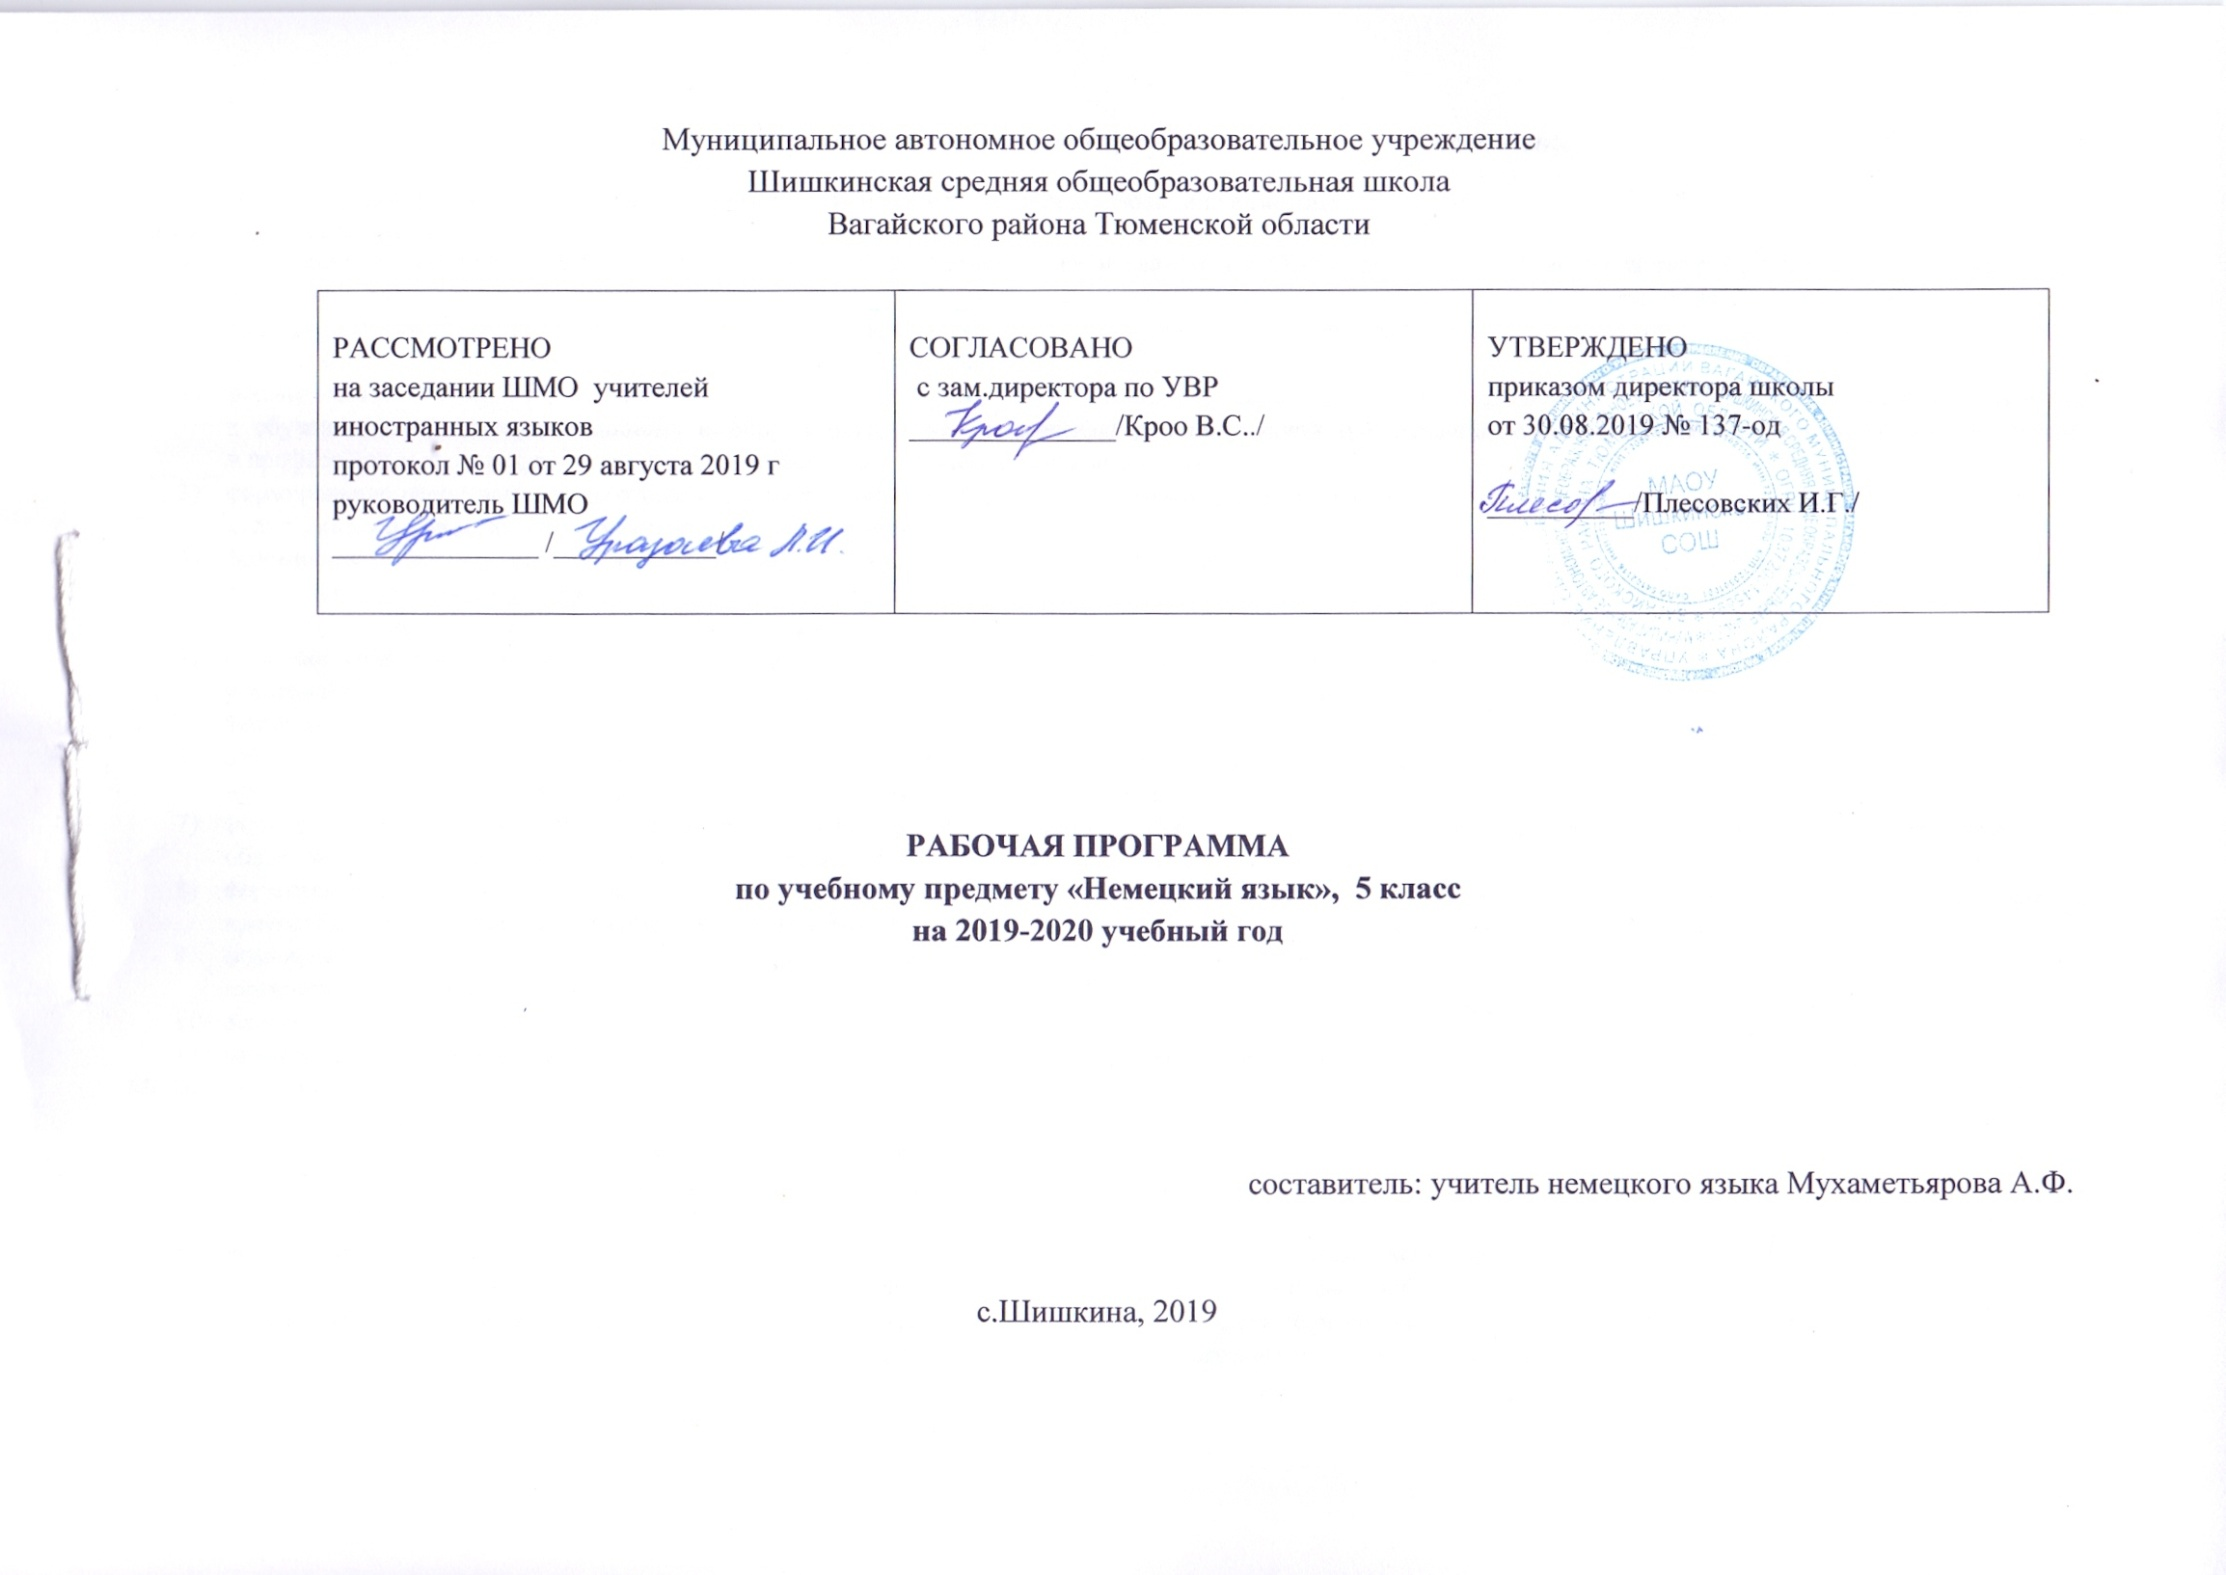 Муниципальное автономное общеобразовательное учреждение
Шишкинская средняя общеобразовательная школа
Вагайского района Тюменской области
РАССМОТРЕНО
на заседании ШМО учителей
иностранных языков
протокол № 01 от 29 августа 2019 г
руководитель ШМО
/ Уразаева Л.И.
СОГЛАСОВАНО
с зам.директора по УВР
/Кроо В.С../
УТВЕРЖДЕНО
приказом директора школы
от 30.08.2019 № 137-од
/Плесовских И.Г./
МАОУ
СОШ
РАБОЧАЯ ПРОГРАММА
по учебному предмету «Немецкий язык», 5 класс
на 2019-2020 учебный год
составитель: учитель немецкого языка Мухаметьярова А.Ф.
с.Шишкина, 2019